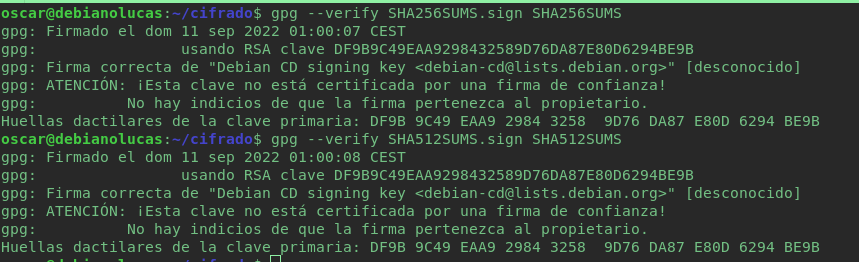 oscar@debianolucas:~/cifrado$ gpg --verify SHA256SUMS.sign SHA256SUMS
gpg: Firmado el dom 11 sep 2022 01:00:07 CEST
gpg:                usando RSA clave DF9B9C49EAA9298432589D76DA87E80D6294BE9B
gpg: Firma correcta de "Debian CD signing key <debian-cd@lists.debian.org>" [desconocido]
gpg: ATENCIÓN: ¡Esta clave no está certificada por una firma de confianza!
gpg:          No hay indicios de que la firma pertenezca al propietario.
Huellas dactilares de la clave primaria: DF9B 9C49 EAA9 2984 3258  9D76 DA87 E80D 6294 BE9B
oscar@debianolucas:~/cifrado$ gpg --verify SHA512SUMS.sign SHA512SUMS
gpg: Firmado el dom 11 sep 2022 01:00:08 CEST
gpg:                usando RSA clave DF9B9C49EAA9298432589D76DA87E80D6294BE9B
gpg: Firma correcta de "Debian CD signing key <debian-cd@lists.debian.org>" [desconocido]
gpg: ATENCIÓN: ¡Esta clave no está certificada por una firma de confianza!
gpg:          No hay indicios de que la firma pertenezca al propietario.
Huellas dactilares de la clave primaria: DF9B 9C49 EAA9 2984 3258  9D76 DA87 E80D 6294 BE9B
oscar@debianolucas:~/cifrado$